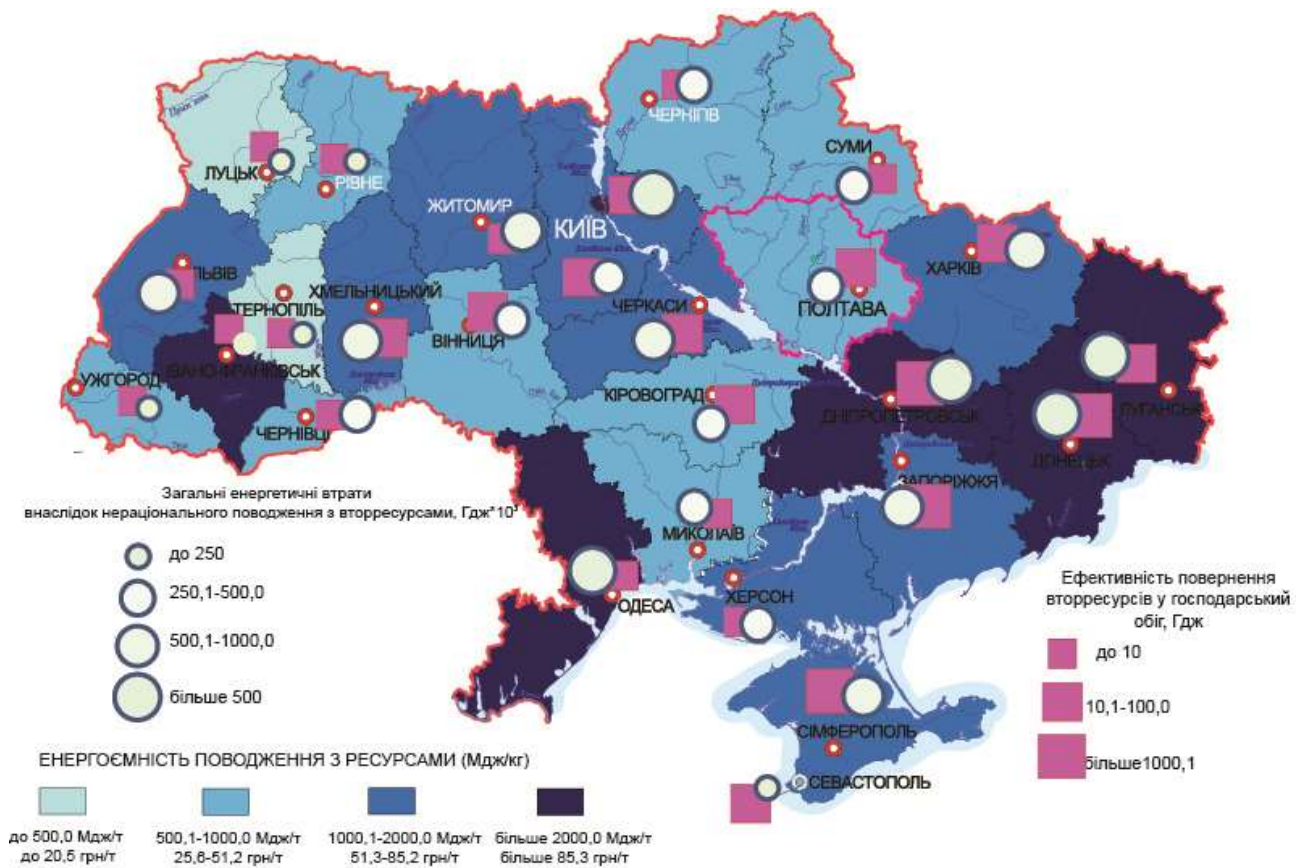 ЧЕРНІГІВ
СУМИ
ЛУЦЬК
РІВНЕ
ЖИТОМИР
КИЇВ
ЛЬВІВ
ХАРКІВ
ТЕРНОПІЛЬ
ХМЕЛЬНИЦЬКИЙ
ЧЕРКАСИ
ПОЛТАВА
ВІННИЦЯ
ІВАНО-ФРАНКІВСЬК
УЖГОРОД
КІРОВОГРАД
ДНІПРОПЕТРОВСЬК
ЛУГАНСЬК
ЧЕРНІВЦІ
ДОНЕЦЬК
ЗАПОРІЖЖЯ
Загальні енергетичні втрати
внаслідок нераціонального поводження з вторресурсами, Гдж*10³
до 250
250,1-500,0
500,1-1000,0
більше 500
МИКОЛАЇВ
ХЕРСОН
ОДЕСА
Ефективність повернення
вторресурсів у господарський
обіг, Гдж
до 10
10,1-100,0
більше1000,1
СІМФЕРОПОЛЬ
СЕВАСТОПОЛЬ
ЕНЕРГОЄМНІСТЬ ПОВОДЖЕННЯ З РЕСУРСАМИ (Мдж/кг)
до 500,0 Мдж/т
до 20,5 грн/т
500,1-1000,0 Мдж/т
25,6-51,2 грн/т
1000,1-2000,0 Мдж/т
51,3-85,2 грн/т
більше 2000,0 Мдж/т
більше 85,3 грн/т